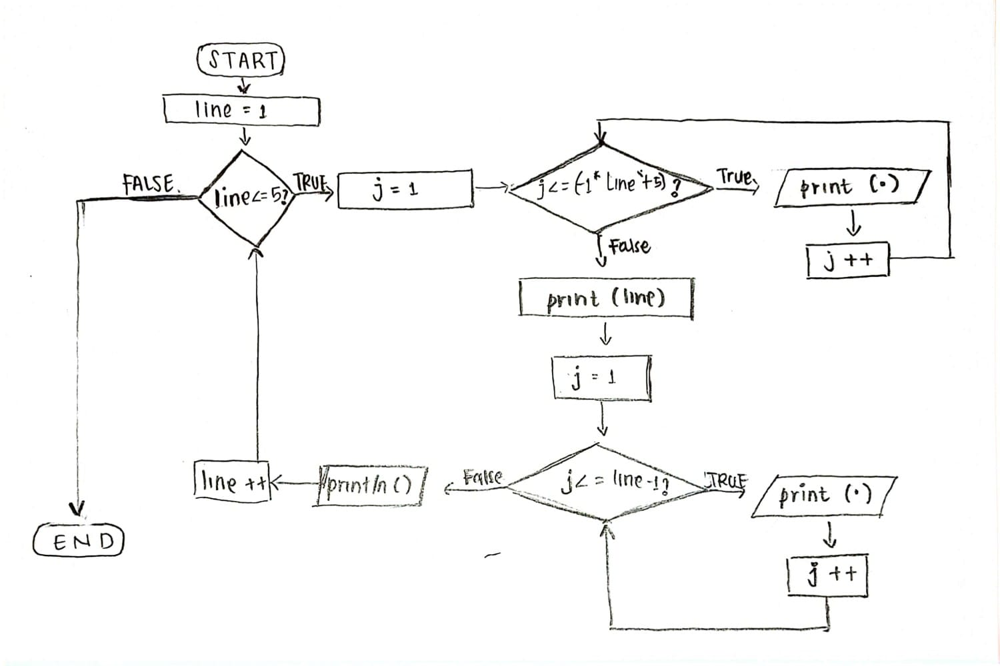 START
line = 1
line<=5?
FALSE.
TRUE
j = 1
j<=(-1* Line +5) ?
True
print (.)
j ++
False
print (line)
j = 1
j<= line-1?
TRUE
print (.)
j ++
False
println ()
line ++
END